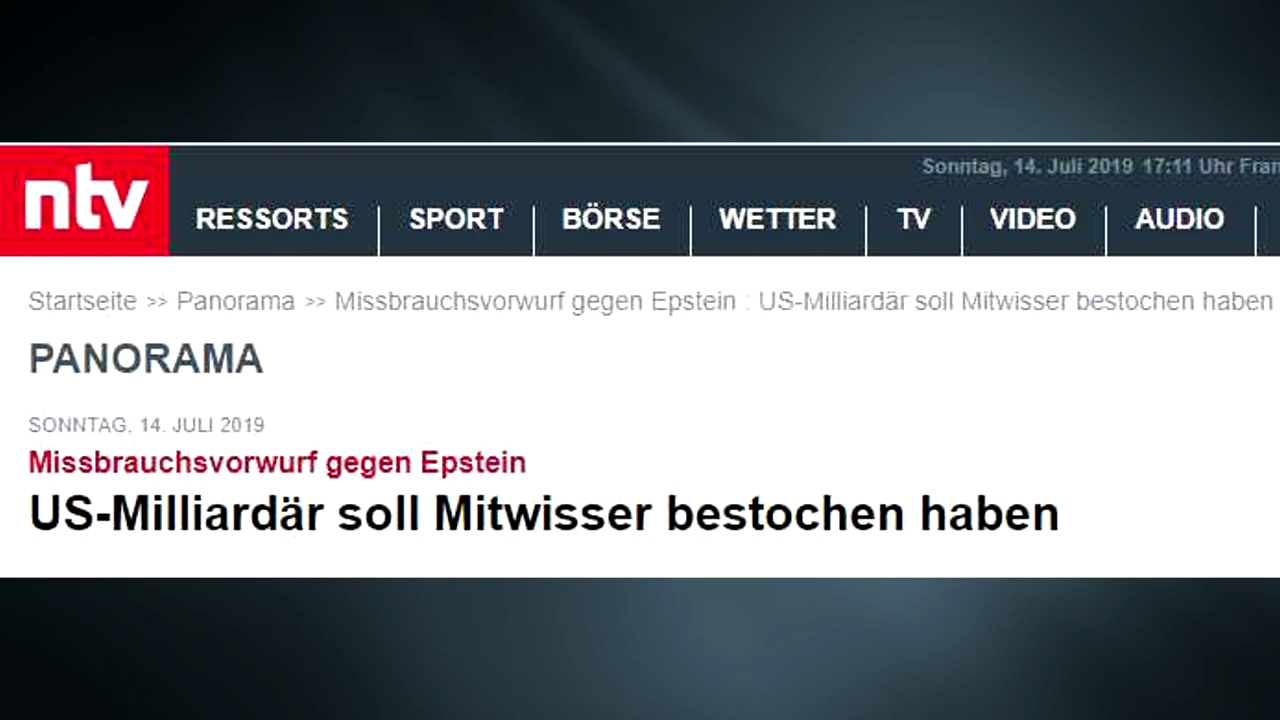 Sonntag, 14. Juli 2019 17:11 Uhr
ntv
RESSORTS SPORT BÖRSE WETTER TV VIDEO AUDIO
Startseite >> Panorama >> Missbrauchsvorwurf gegen Epstein : US-Milliardär soll Mitwisser bestochen haben
PANORAMA
SONNTAG, 14. JULI 2019
Missbrauchsvorwurf gegen Epstein
US-Milliardär soll Mitwisser bestochen haben